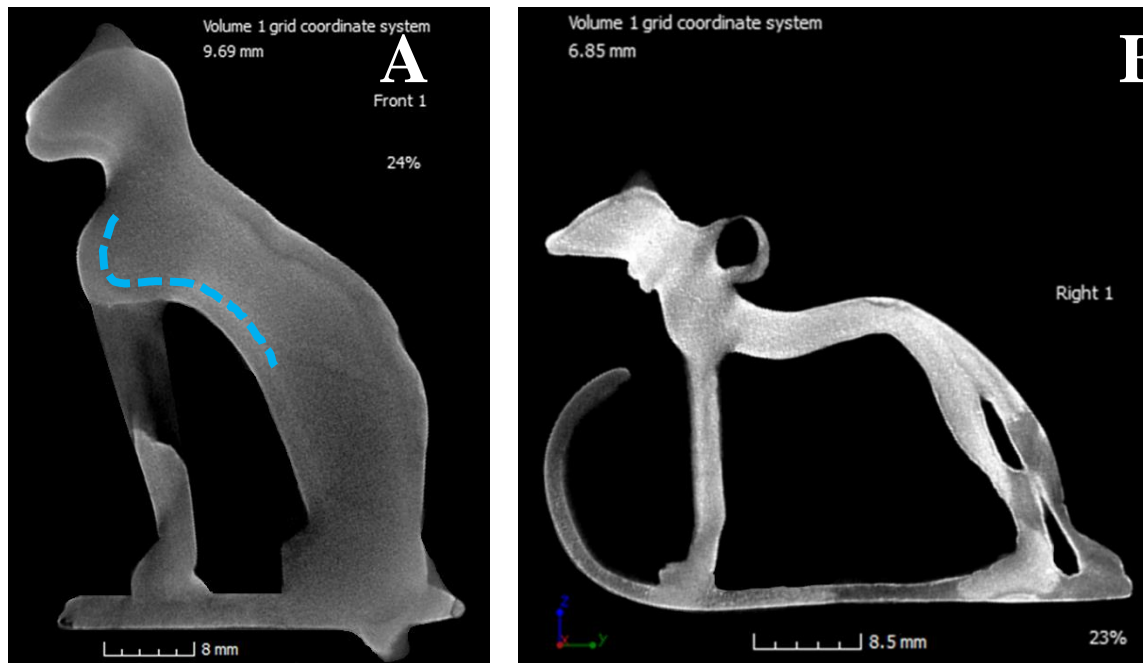 Volume 1 grid coordinate system
9.69 mm
A
Front 1
24%
8 mm
Volume 1 grid coordinate system
6.85 mm
Right 1
Z
X
Y
8.5 mm
23%